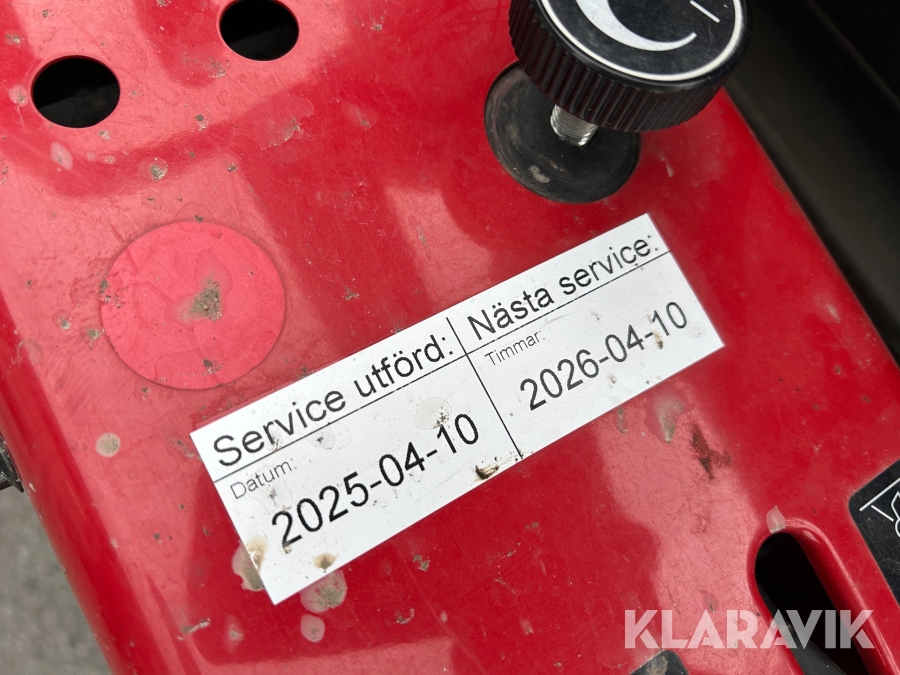 Service utförd:
Datum:
2025-04-10
Nästa service:
Timmar:
2026-04-10
KLARAVIK